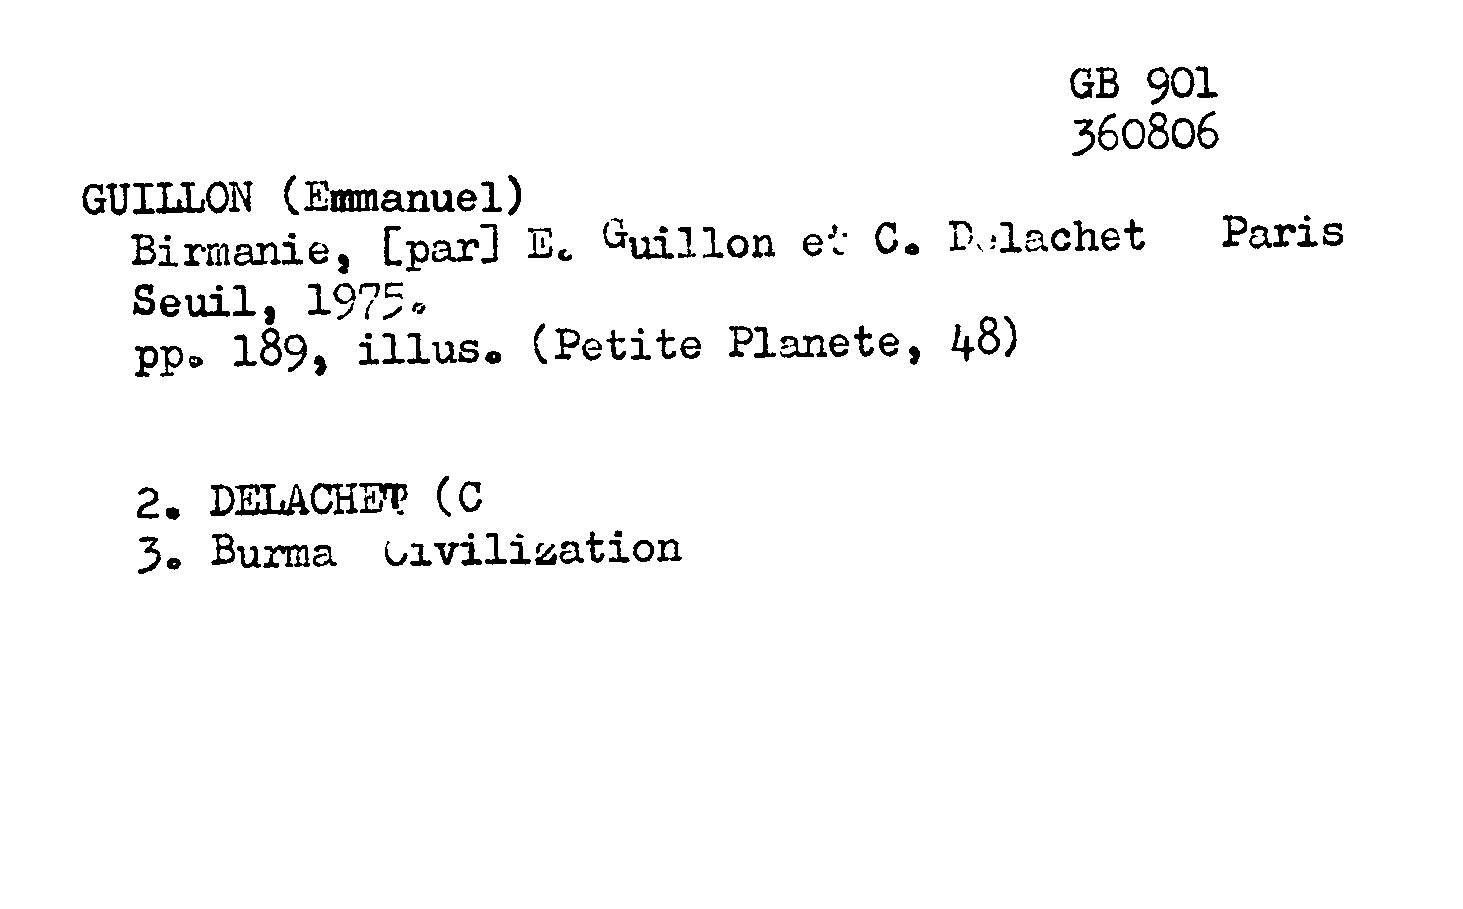 GB 901
360806
GUILLON (Emmanuel)
Birmanie, [par] E. Guillon et C. Delachet Paris
Seuil, 1975.
pp. 189, illus. (Petite Planete, 48)
2. DELACHET (C
3. Burma Civilization